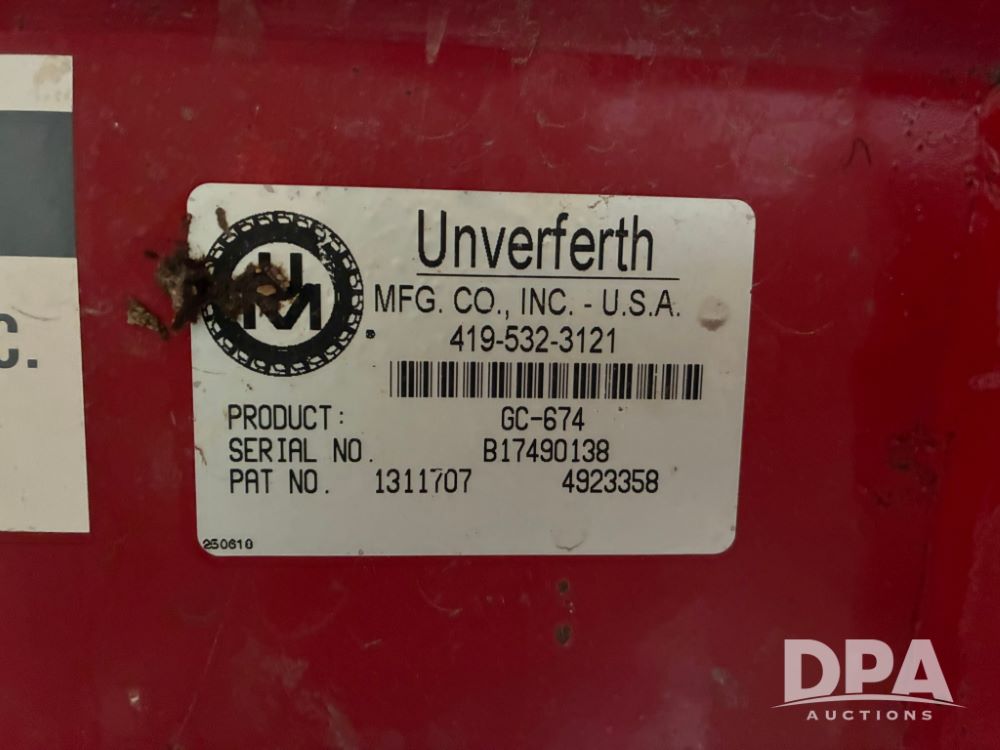 C.
UM
Unverferth
MFG. CO., INC. - U.S.A.
®
419-532-3121
PRODUCT: GC-674
SERIAL NO. B17490138
PAT NO. 1311707 4923358
250610
DPA
AUCTIONS